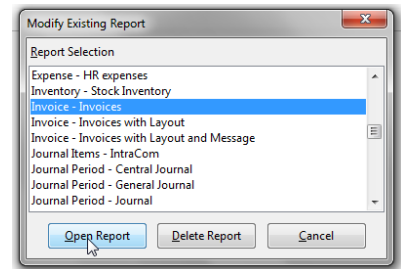 Modify Existing Report
Report Selection
Expense - HR expenses
Inventory - Stock Inventory
Invoice - Invoices
Invoice - Invoices with Layout
Invoice - Invoices with Layout and Message
Journal Items - IntraCom
Journal Period - Central Journal
Journal Period - General Journal
Journal Period - Journal
Open Report Delete Report Cancel